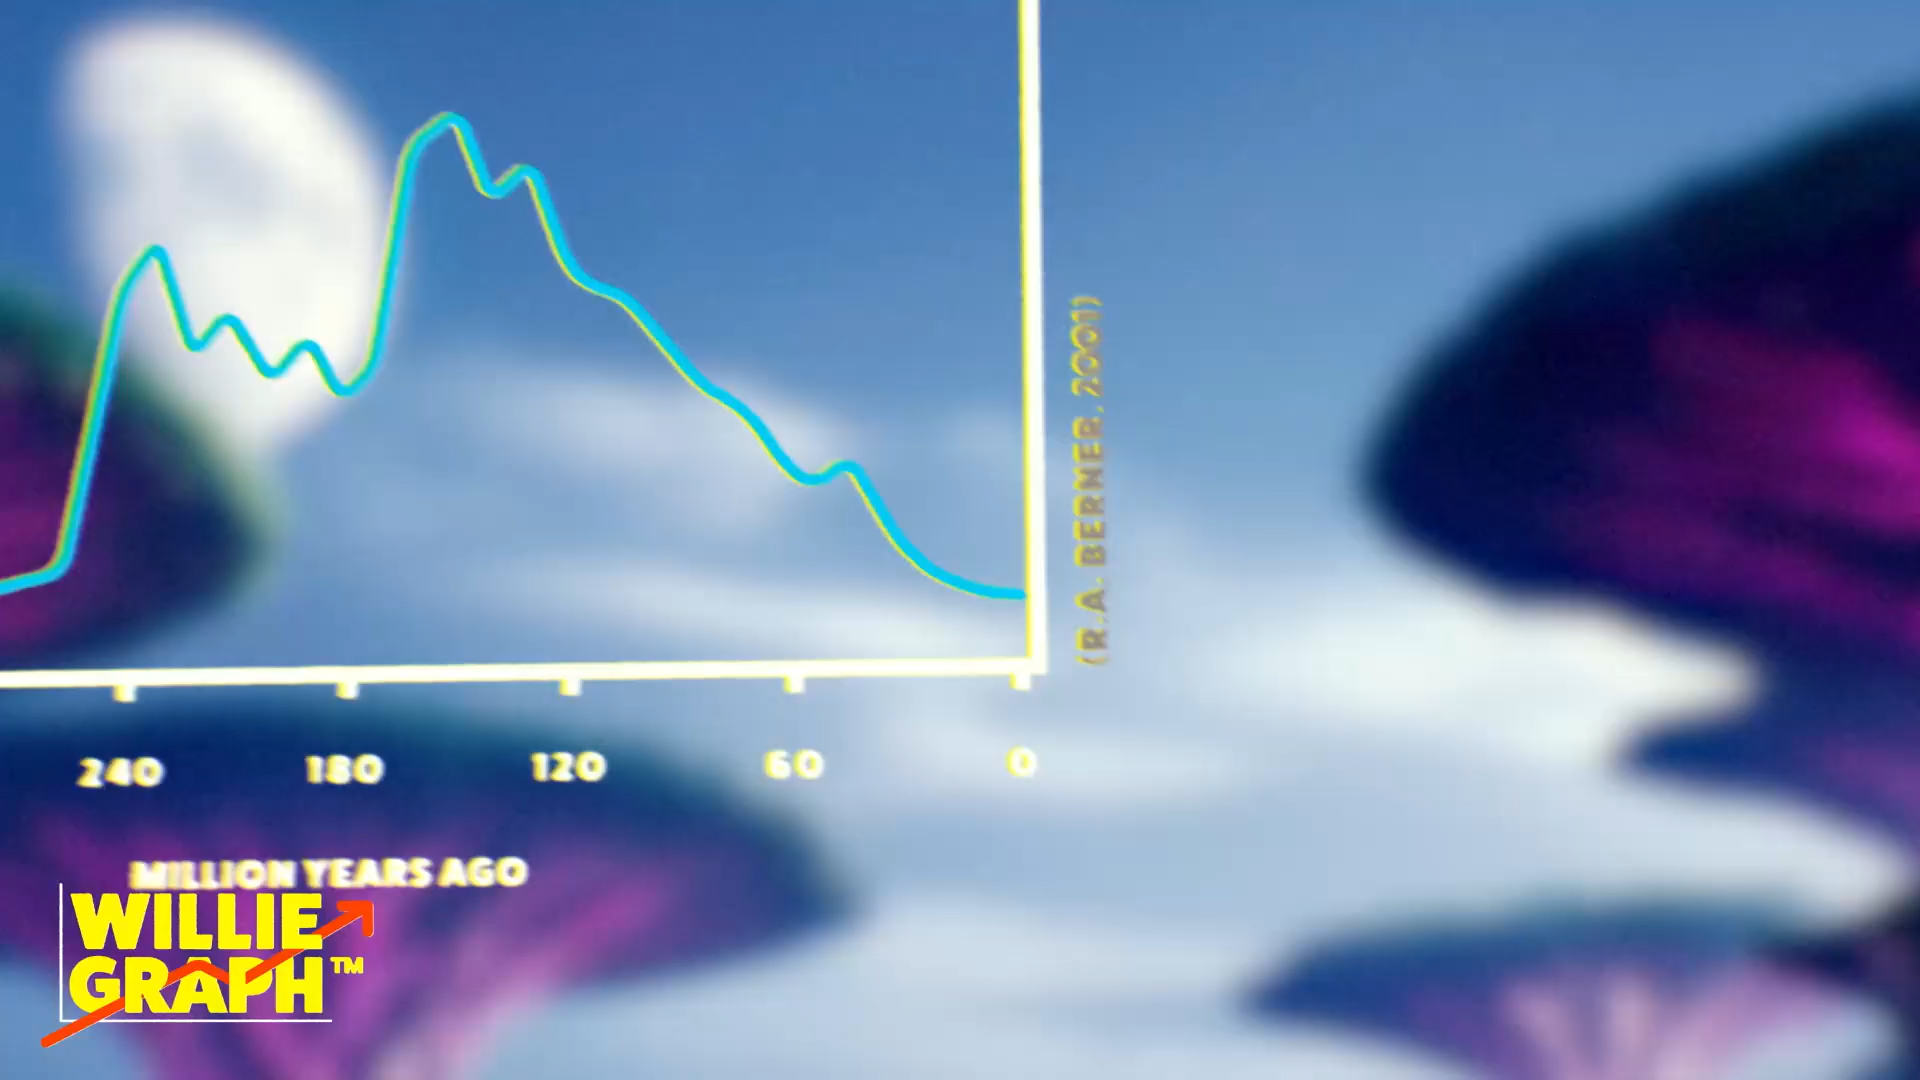 (R.A. BERNER, 2001)
240 180 120 60 0
MILLION YEARS AGO
WILLIE
GRAPH™